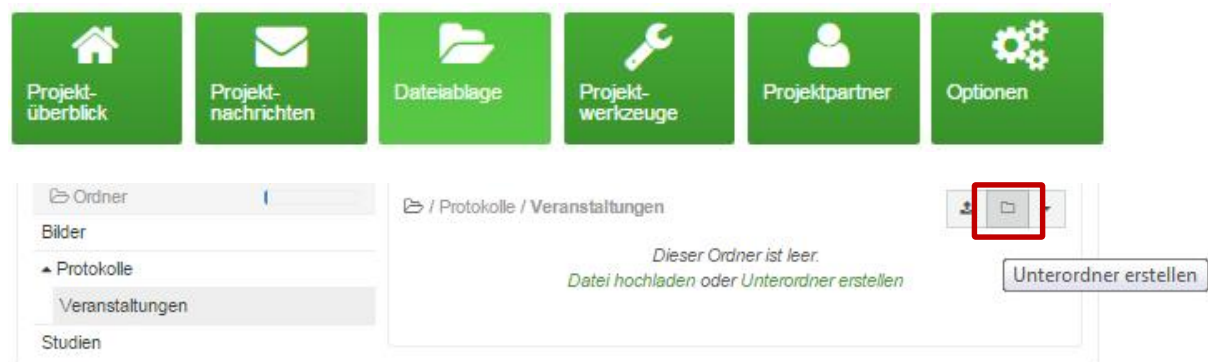 Projekt-
überblick
Projekt-
nachrichten
Dateiablage
Projekt-
werkzeuge
Projektpartner
Optionen
Ordner
Bilder
Protokolle
Veranstaltungen
Studien
/ Protokolle / Veranstaltungen
Dieser Ordner ist leer.
Datei hochladen oder Unterordner erstellen
Unterordner erstellen